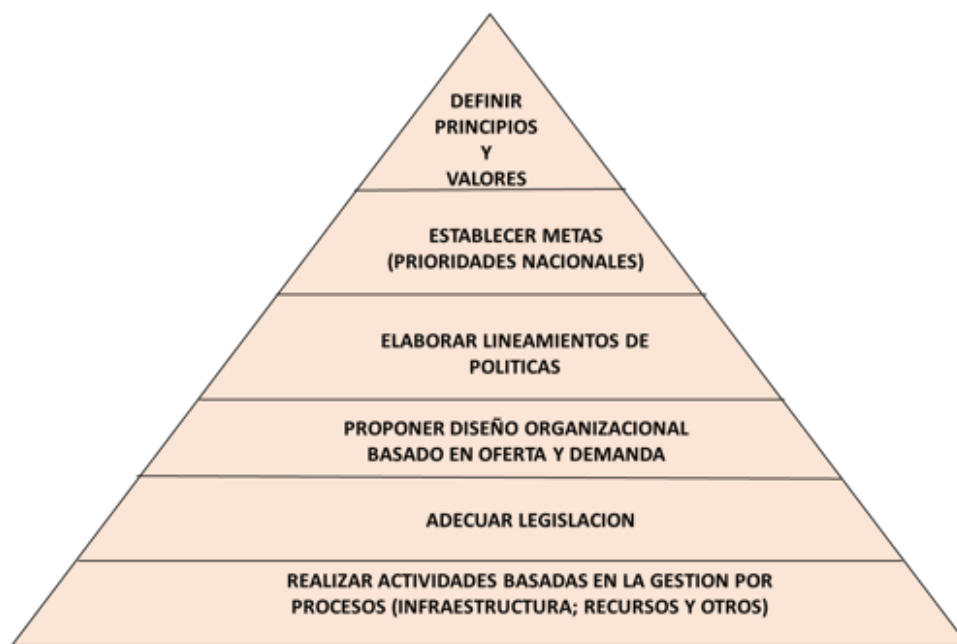 DEFINIR
PRINCIPIOS
Y
VALORES
ESTABLECER METAS
(PRIORIDADES NACIONALES)
ELABORAR LINEAMIENTOS DE
POLITICAS
PROPONER DISEÑO ORGANIZACIONAL
BASADO EN OFERTA Y DEMANDA
ADECUAR LEGISLACION
REALIZAR ACTIVIDADES BASADAS EN LA GESTION POR
PROCESOS (INFRAESTRUCTURA; RECURSOS Y OTROS)